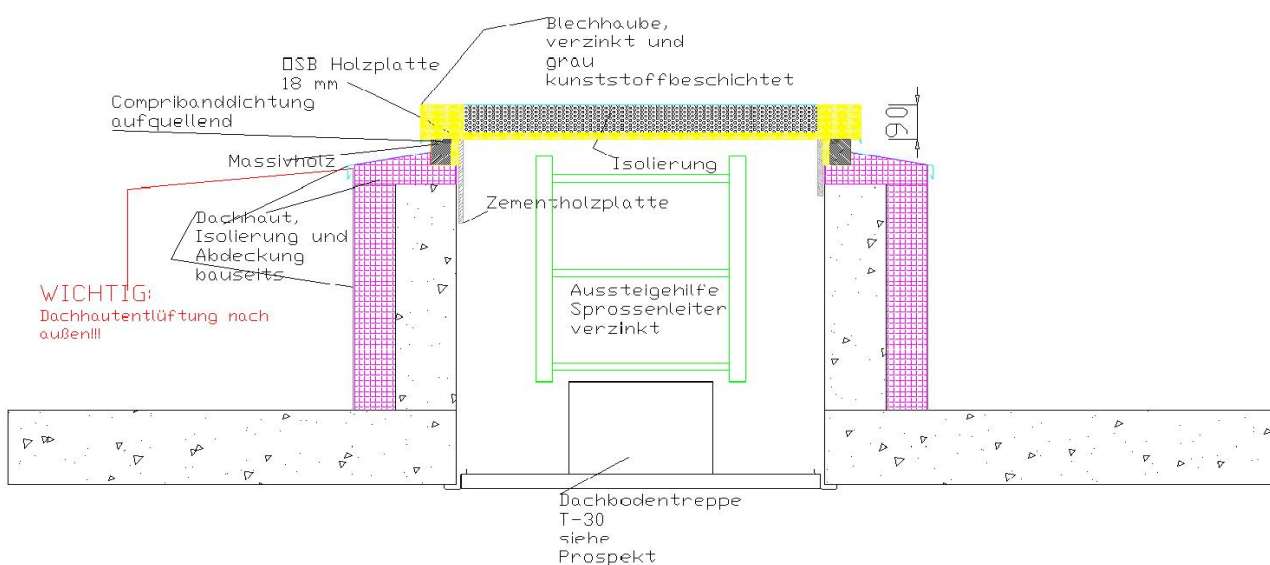 Blechhaube,
verzinkt und
grau
kunststoffbeschichtet
OSB Holzplatte
18 mm
Compribanddichtung
aufquellend
Massivholz
90
Isolierung
Zementholzplatte
Dachhaut,
Isolierung und
Abdeckung
bauseits
WICHTIG:
Dachhautentlüftung nach
außen!!!
Aussteigehilfe
Sprossenleiter
verzinkt
Dachbodentreppe
T-30
siehe
Prospekt